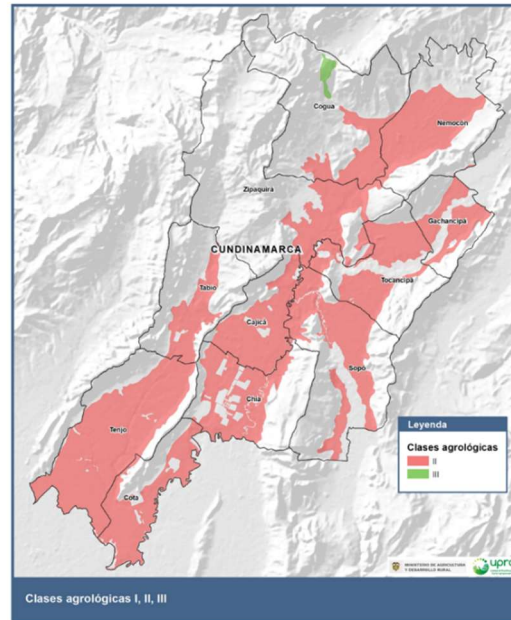 Cogua
Nemocón
Zipaquirá
Gachancipá
CUNDINAMARCA
Tocancipá
Tabio
Cajicá
Sopó
Chía
Tenjo
Cota
Leyenda
Clases agrológicas
II
III
MINISTERIO DE AGRICULTURA
Y DESARROLLO RURAL
upra
Clases agrológicas I, II, III